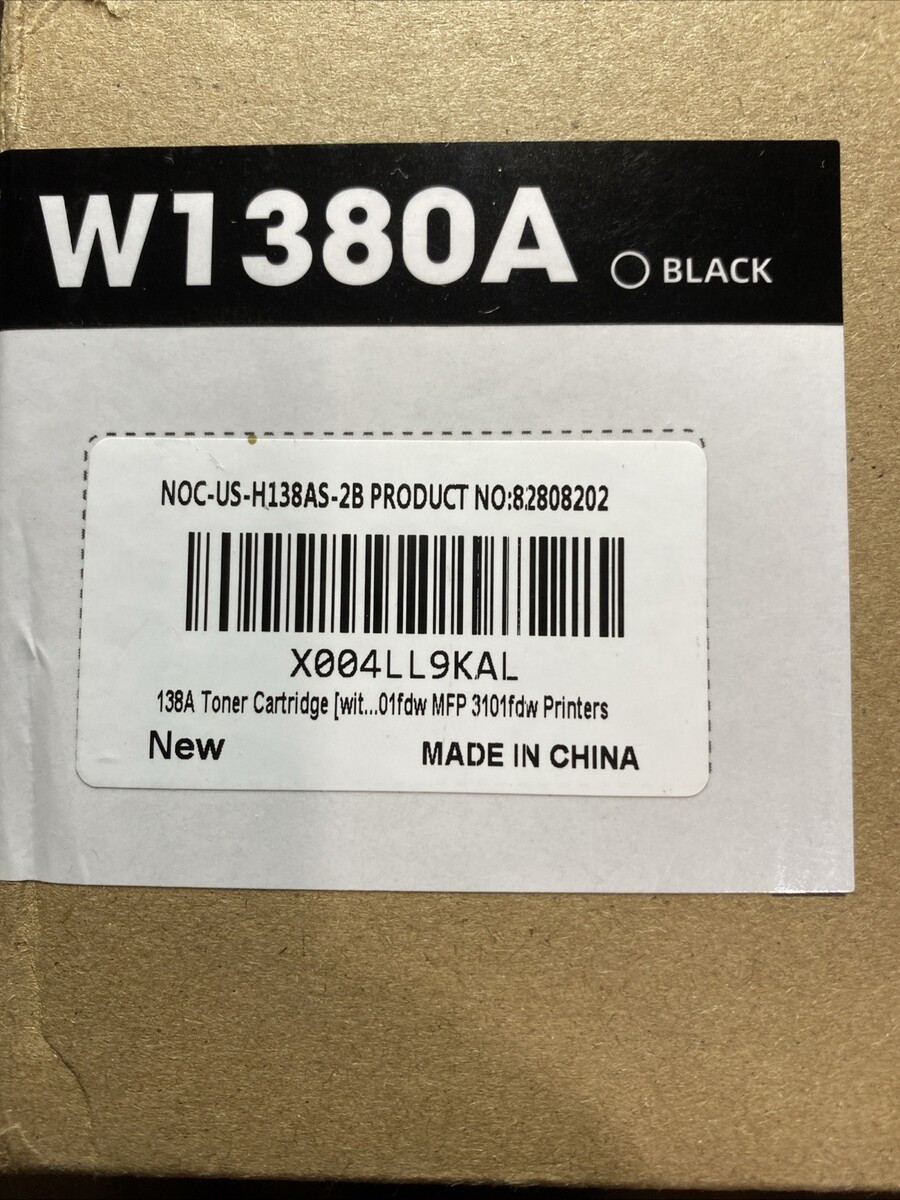 W1380A BLACK
NOC-US-H138AS-2B PRODUCT NO:82808202
X004LL9KAL
138A Toner Cartridge [wit...01fdw MFP 3101fdw Printers
New MADE IN CHINA